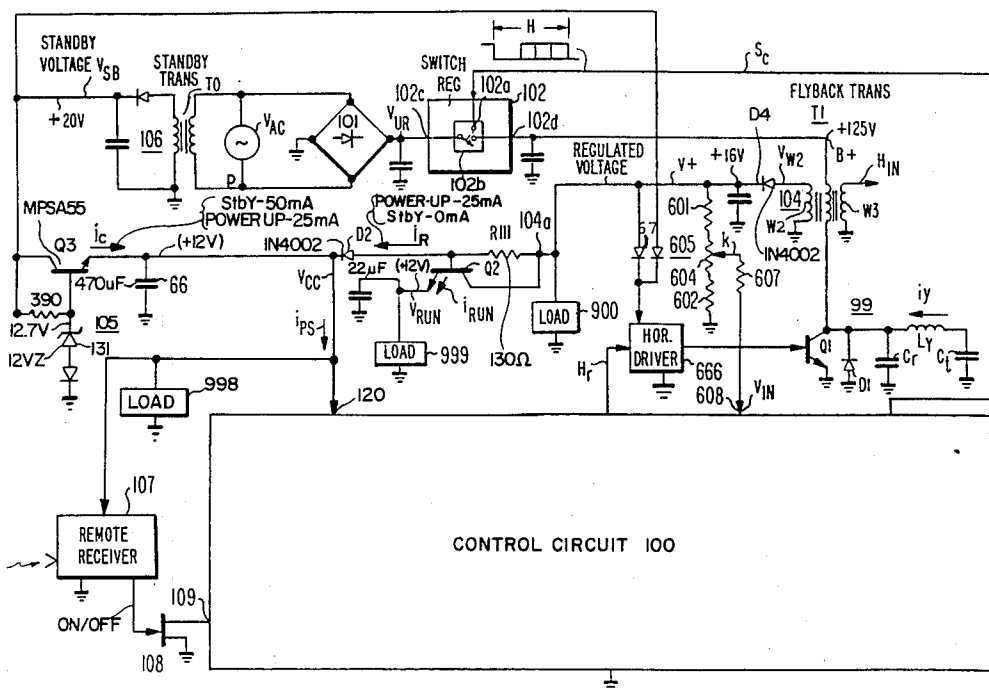 H
STANDBY
VOLTAGE VSB
STANDBY
TRANS
TO
+20V
106
VAC
P
101
VUR
102c
SWITCH
REG
102a
102
102d
102b
SC
FLYBACK TRANS
T1
+125V
B+
HIN
D4
VW2
104
W2
W3
IN4002
REGULATED
VOLTAGE
V+
+16V
601
605
k
604
607
602
MPSA55
Q3
iC
StbY-50mA
POWER UP-25mA
(+12V)
470uF
66
390
12.7V
105
12VZ
131
POWER-UP-25mA
StbY-0mA
IN4002
D2
iR
R111
104a
22µF
(+12V)
Q2
VCC
VRUN
iRUN
130Ω
LOAD
900
LOAD
999
iPS
LOAD
998
120
67
HOR.
DRIVER
666
Hr
608
VIN
Q1
D1
99
iy
Cr
LY
Ct
107
REMOTE
RECEIVER
ON/OFF
108
109
CONTROL CIRCUIT 100